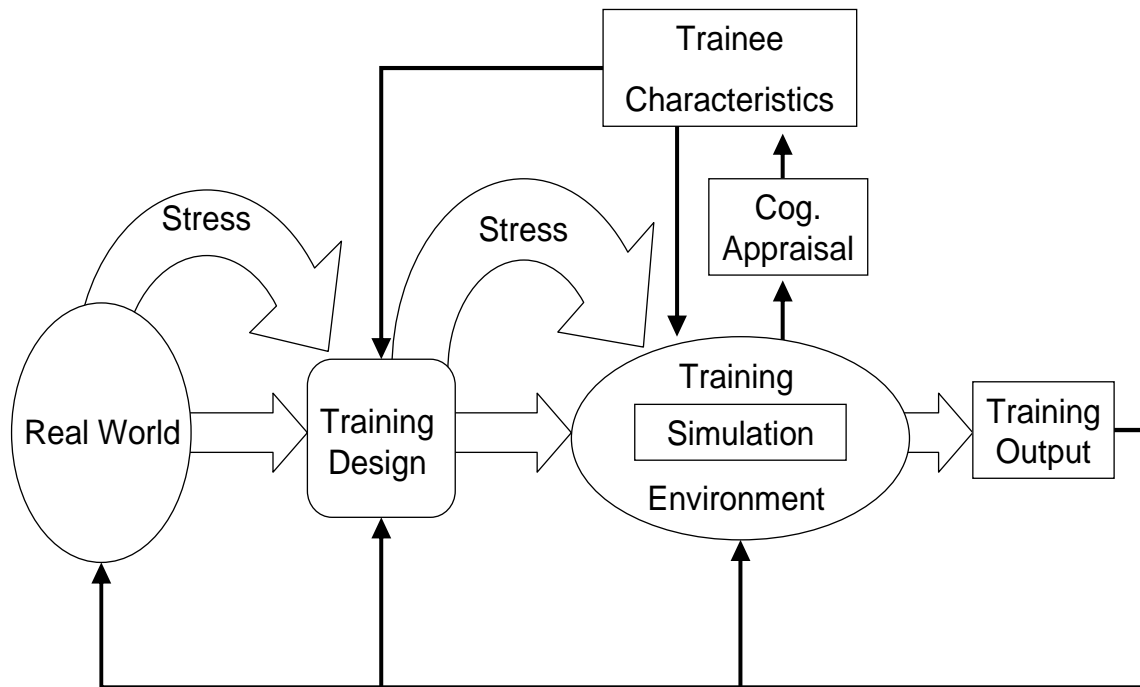 Trainee
Characteristics
Stress
Stress
Cog.
Appraisal
Real World
Training
Design
Training
Simulation
Environment
Training
Output